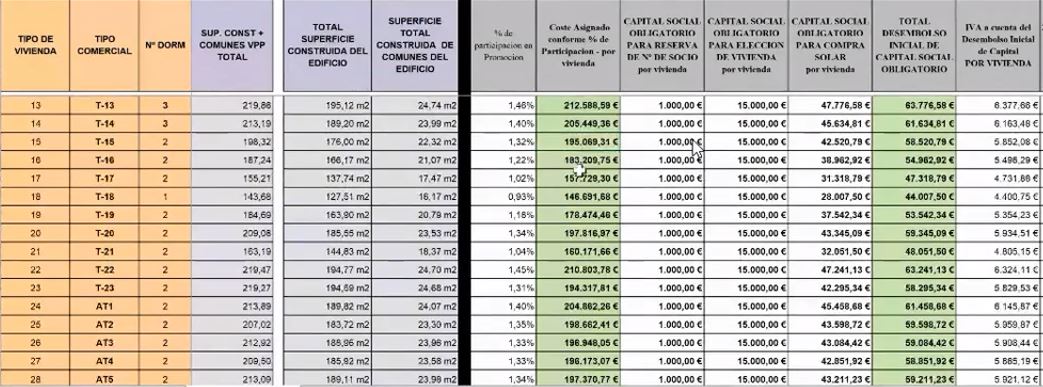 TIPO DE VIVIENDA | TIPO COMERCIAL | Nº DORM | SUP. CONST + COMUNES VPP TOTAL | TOTAL SUPERFICIE CONSTRUIDA DEL EDIFICIO | SUPERFICIE TOTAL CONSTRUIDA DE COMUNES DEL EDIFICIO | % de participacion en Promocion | Coste Asignado conforme % de Participacion - por vivienda | CAPITAL SOCIAL OBLIGATORIO PARA RESERVA DE Nº DE SOCIO por vivienda | CAPITAL SOCIAL OBLIGATORIO PARA ELECCION DE VIVIENDA por vivienda | CAPITAL SOCIAL OBLIGATORIO PARA COMPRA SOLAR por vivienda | TOTAL DESEMBOLSO INICIAL DE CAPITAL SOCIAL OBLIGATORIO | IVA a cuenta del Desembolso Inicial de Capital POR VIVIENDA
13 T-13 3 219,86 195,12 m2 24,74 m2 1,46% 212.588,59 € 1.000,00 € 15.000,00 € 47.776,58 € 63.776,58 € 6.377,66 €
14 T-14 3 213,19 189,20 m2 23,99 m2 1,40% 205.449,36 € 1.000,00 € 15.000,00 € 45.634,81 € 61.634,81 € 6.163,48 €
15 T-15 2 198,32 176,00 m2 22,32 m2 1,32% 195.069,31 € 1.000,00 € 15.000,00 € 42.520,79 € 58.520,79 € 5.852,08 €
16 T-16 2 187,24 166,17 m2 21,07 m2 1,22% 183.209,75 € 1.000,00 € 15.000,00 € 38.962,92 € 54.962,92 € 5.496,29 €
17 T-17 2 155,21 137,74 m2 17,47 m2 1,02% 157.729,30 € 1.000,00 € 15.000,00 € 31.318,79 € 47.318,79 € 4.731,88 €
18 T-18 1 143,68 127,51 m2 16,17 m2 0,93% 146.691,68 € 1.000,00 € 15.000,00 € 28.007,50 € 44.007,50 € 4.400,75 €
19 T-19 2 184,69 163,90 m2 20,79 m2 1,18% 178.474,46 € 1.000,00 € 15.000,00 € 37.542,34 € 53.542,34 € 5.354,23 €
20 T-20 2 209,08 185,55 m2 23,53 m2 1,34% 197.816,97 € 1.000,00 € 15.000,00 € 43.345,09 € 59.345,09 € 5.934,51 €
21 T-21 2 163,19 144,83 m2 18,37 m2 1,04% 160.171,66 € 1.000,00 € 15.000,00 € 32.051,50 € 48.051,50 € 4.805,15 €
22 T-22 2 219,47 194,77 m2 24,70 m2 1,45% 210.803,78 € 1.000,00 € 15.000,00 € 47.241,13 € 63.241,13 € 6.324,11 €
23 T-23 2 219,27 194,59 m2 24,68 m2 1,31% 194.317,81 € 1.000,00 € 15.000,00 € 42.295,34 € 58.295,34 € 5.829,53 €
24 AT1 2 213,89 189,82 m2 24,07 m2 1,40% 204.862,26 € 1.000,00 € 15.000,00 € 45.458,68 € 61.458,68 € 6.145,87 €
25 AT2 2 207,02 183,72 m2 23,30 m2 1,35% 198.662,41 € 1.000,00 € 15.000,00 € 43.598,72 € 59.598,72 € 5.959,87 €
26 AT3 2 212,92 188,96 m2 23,96 m2 1,33% 196.948,05 € 1.000,00 € 15.000,00 € 43.084,42 € 59.084,42 € 5.908,44 €
27 AT4 2 209,50 185,92 m2 23,58 m2 1,33% 196.173,07 € 1.000,00 € 15.000,00 € 42.851,92 € 58.851,92 € 5.885,19 €
28 AT5 2 213,09 189,11 m2 23,98 m2 1,34% 197.370,77 € 1.000,00 € 15.000,00 € 43.211,23 € 59.211,23 € 5.921,12 €